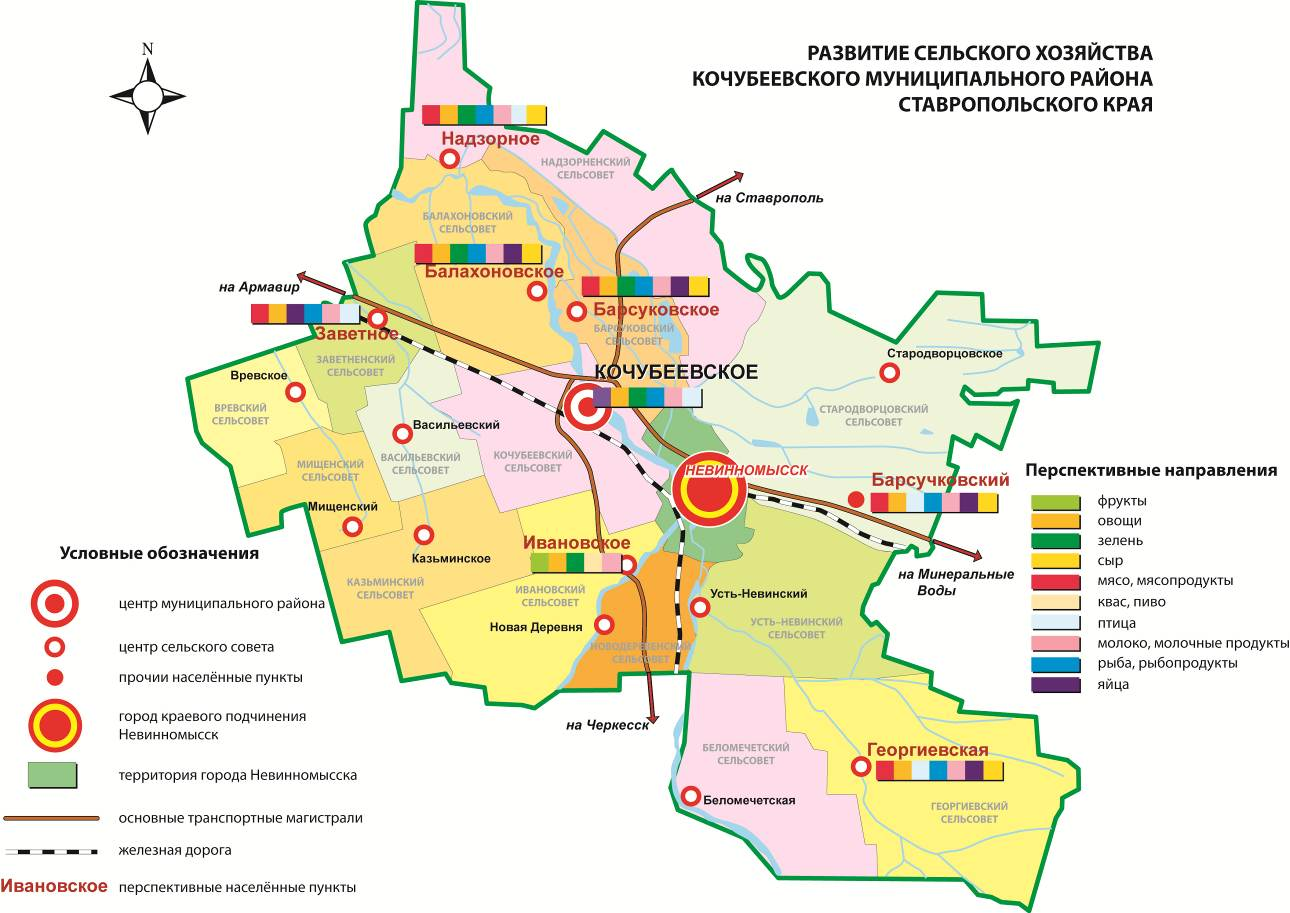 РАЗВИТИЕ СЕЛЬСКОГО ХОЗЯЙСТВА
КОЧУБЕЕВСКОГО МУНИЦИПАЛЬНОГО РАЙОНА
СТАВРОПОЛЬСКОГО КРАЯ
N
Надзорное
НАДЗОРНЕНСКИЙ
СЕЛЬСОВЕТ
на Ставрополь
БАЛАХОНОВСКИЙ
СЕЛЬСОВЕТ
Балахоновское
на Армавир
Заветное
Барсуковское
БАРСУКОВСКИЙ
СЕЛЬСОВЕТ
ЗАВЕТНЕНСКИЙ
СЕЛЬСОВЕТ
Вревское
ВРЕВСКИЙ
СЕЛЬСОВЕТ
КОЧУБЕЕВСКОЕ
Стародворцовское
СТАРОДВОРЦОВСКИЙ
СЕЛЬСОВЕТ
Васильевский
ВАСИЛЬЕВСКИЙ
СЕЛЬСОВЕТ
КОЧУБЕЕВСКИЙ
СЕЛЬСОВЕТ
МИЩЕНСКИЙ
СЕЛЬСОВЕТ
Мищенский
НЕВИННОМЫССК
Барсучковский
Казьминское
КАЗЬМИНСКИЙ
СЕЛЬСОВЕТ
Ивановское
ИВАНОВСКИЙ
СЕЛЬСОВЕТ
на Минеральные
Воды
Новая Деревня
НОВОДЕРЕВЕНСКИЙ
СЕЛЬСОВЕТ
Усть-Невинский
УСТЬ-НЕВИНСКИЙ
СЕЛЬСОВЕТ
на Черкесск
БЕЛОМЕЧЕТСКИЙ
СЕЛЬСОВЕТ
Беломечетская
Георгиевская
ГЕОРГИЕВСКИЙ
СЕЛЬСОВЕТ
Перспективные направления
фрукты
овощи
зелень
сыр
мясо, мясопродукты
квас, пиво
птица
молоко, молочные продукты
рыба, рыбопродукты
яйца
Условные обозначения
центр муниципального района
центр сельского совета
прочии населённые пункты
город краевого подчинения
Невинномысск
территория города Невинномысска
основные транспортные магистрали
железная дорога
Ивановское перспективные населённые пункты